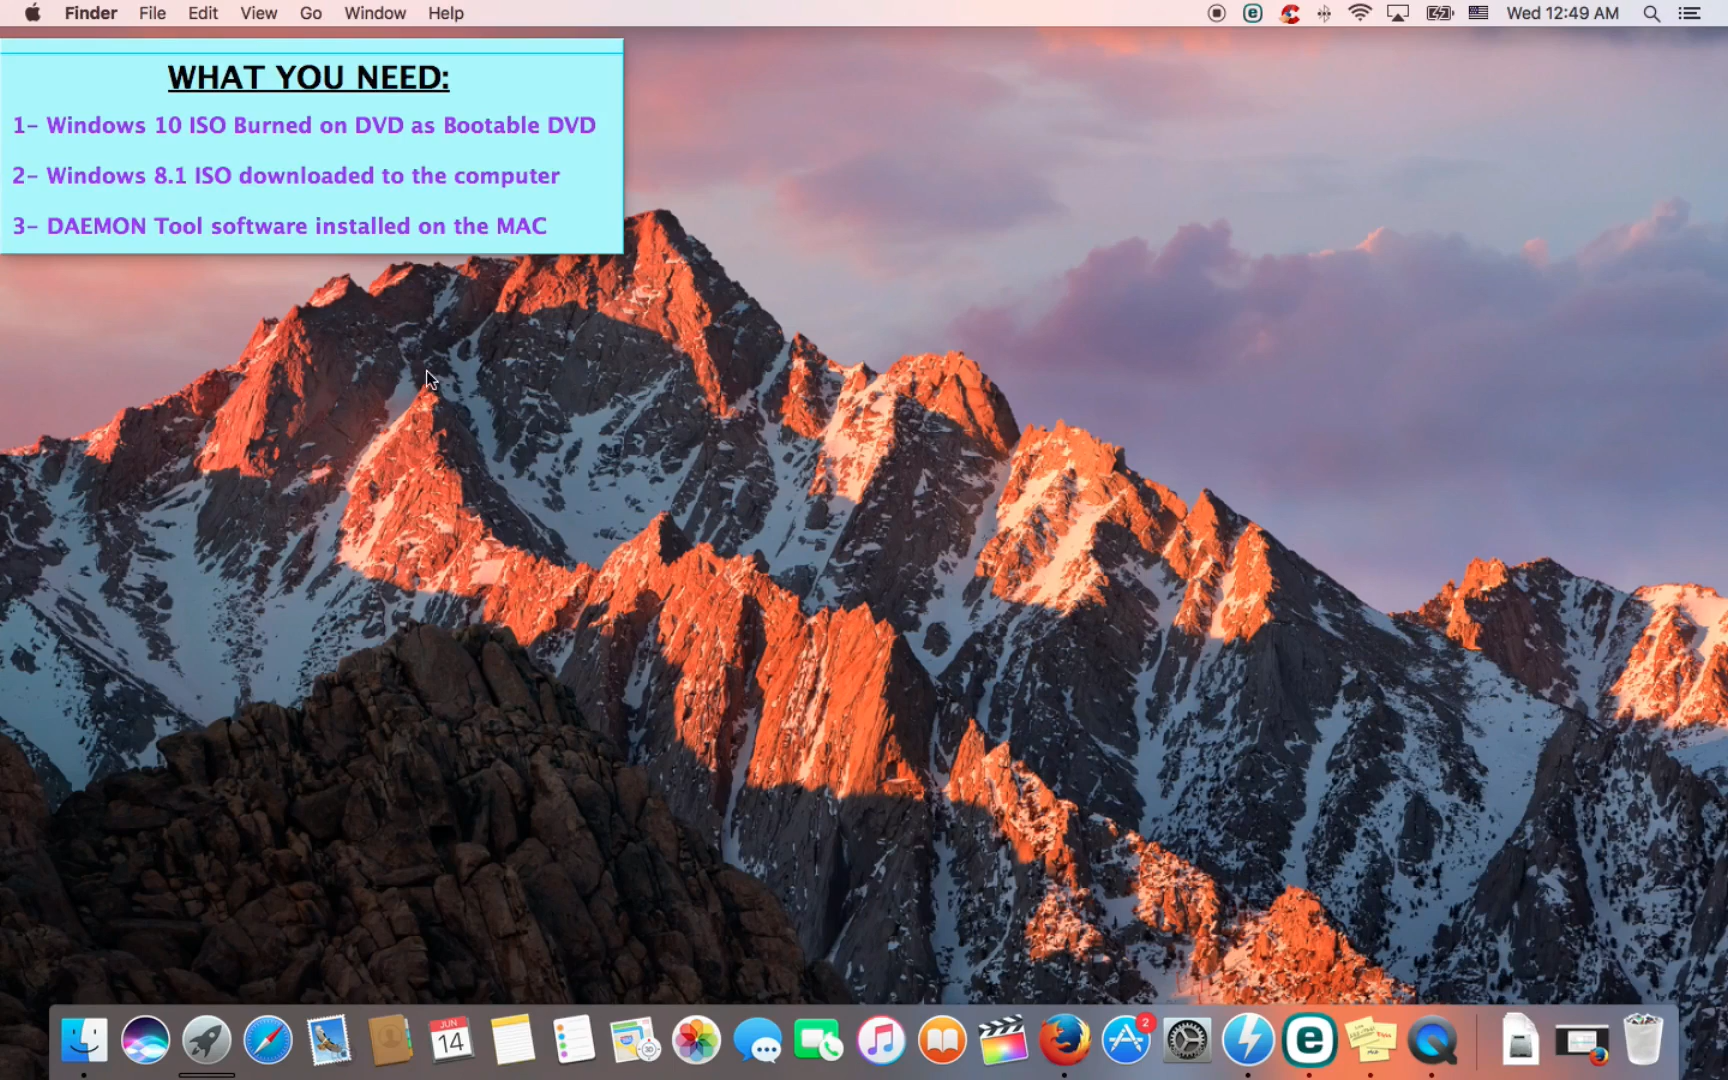 Finder File Edit View Go Window Help Wed 12:49 AM
WHAT YOU NEED:
1- Windows 10 ISO Burned on DVD as Bootable DVD
2- Windows 8.1 ISO downloaded to the computer
3- DAEMON Tool software installed on the MAC
JUN
14
2